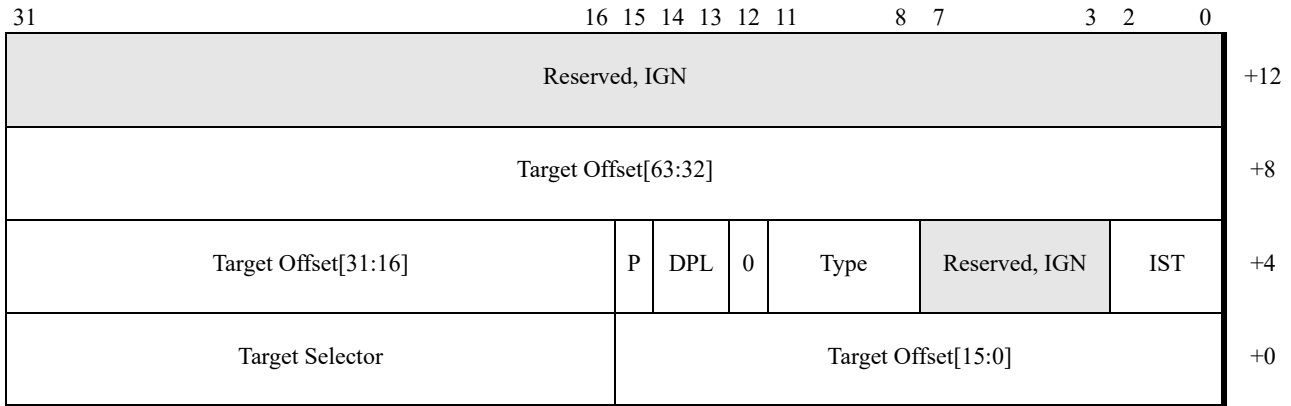 31 16 15 14 13 12 11 8 7 3 2 0
Reserved, IGN +12
Target Offset[63:32] +8
Target Offset[31:16] P DPL 0 Type Reserved, IGN IST +4
Target Selector Target Offset[15:0] +0